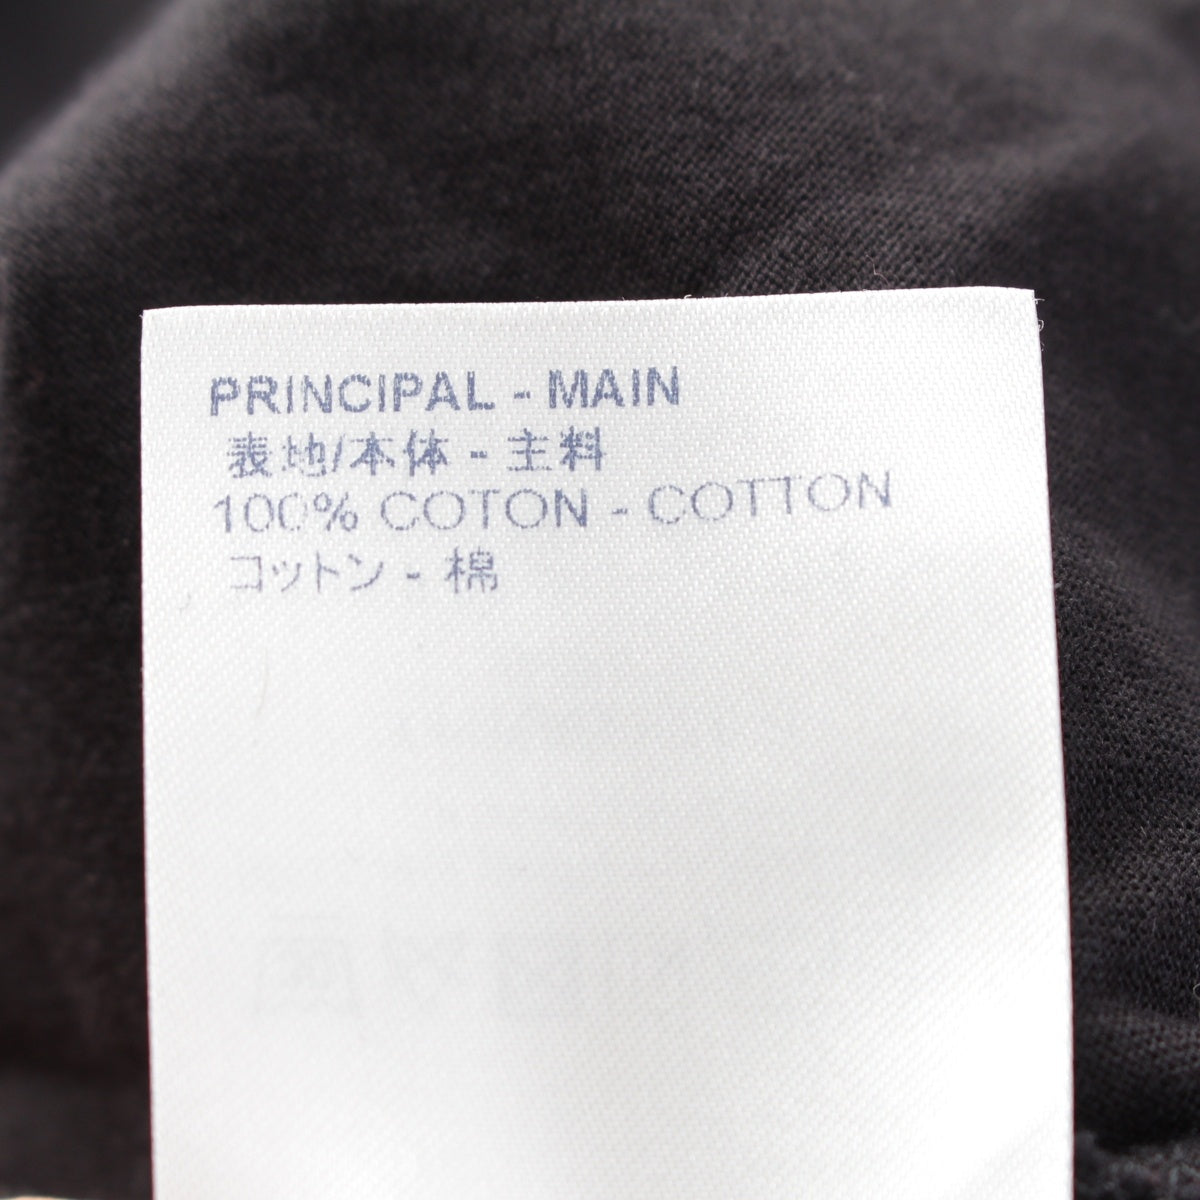 PRINCIPAL - MAIN
表地/本体 - 主料
100% COTON - COTTON
コットン - 棉